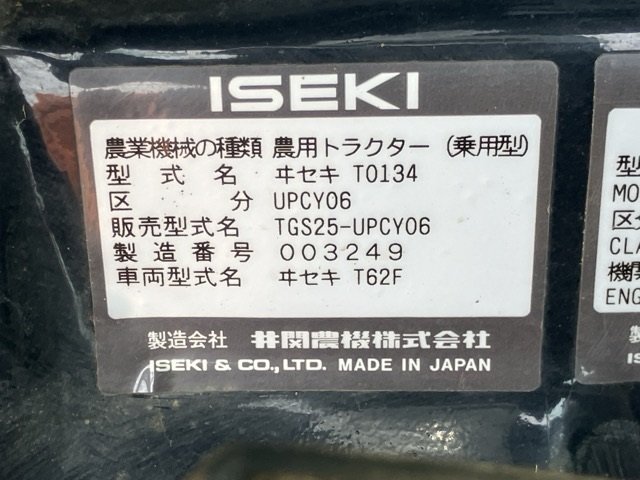 ISEKI
農業機械の種類 農用トラクター (乗用型)
型式名 ヰセキ T0134
区分 UPCY06
販売型式名 TGS25-UPCY06
製造番号 003249
車両型式名 ヰセキ T62F
製造会社 井関農機株式会社
ISEKI & CO., LTD. MADE IN JAPAN
型
MO
区
CLA
機関
ENG
製
IS